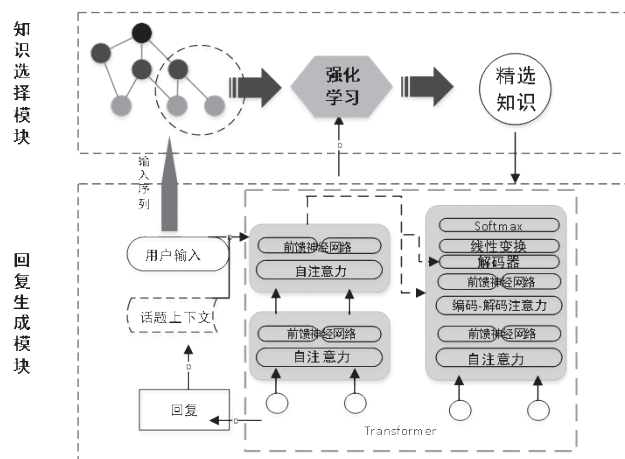 知识选择模块
强化
学习
精选
知识
输入序列
回复生成模块
用户输入
话题上下文
回复
D
D
D
D
前馈神经网络
自注意力
前馈神经网络
自注意力
Softmax
线性变换
解码器
前馈神经网络
编码-解码注意力
前馈神经网络
自注意力
Transformer